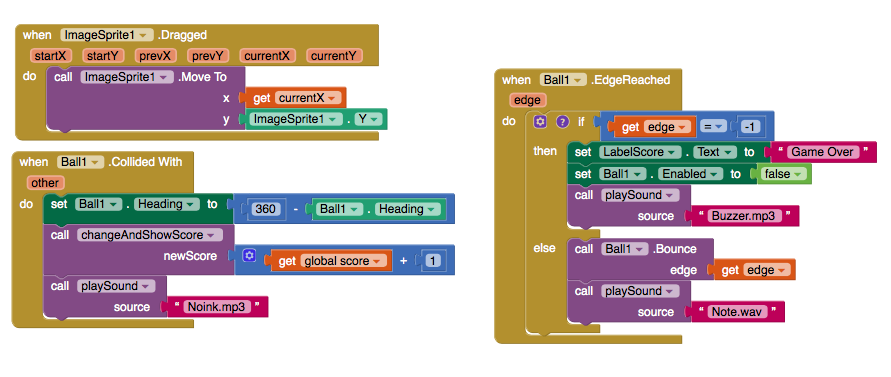 when ImageSprite1 .Dragged
startX startY prevX prevY currentX currentY
do call ImageSprite1 .Move To
x get currentX
y ImageSprite1 . Y
when Ball1 .Collided With
other
do set Ball1 . Heading to 360 - Ball1 . Heading
call changeAndShowScore
newScore get global score + 1
call playSound
source " Noink.mp3 "
when Ball1 .EdgeReached
edge
do ? if get edge = -1
then set LabelScore . Text to " Game Over "
set Ball1 . Enabled to false
call playSound
source " Buzzer.mp3 "
else call Ball1 .Bounce
edge get edge
call playSound
source " Note.wav "